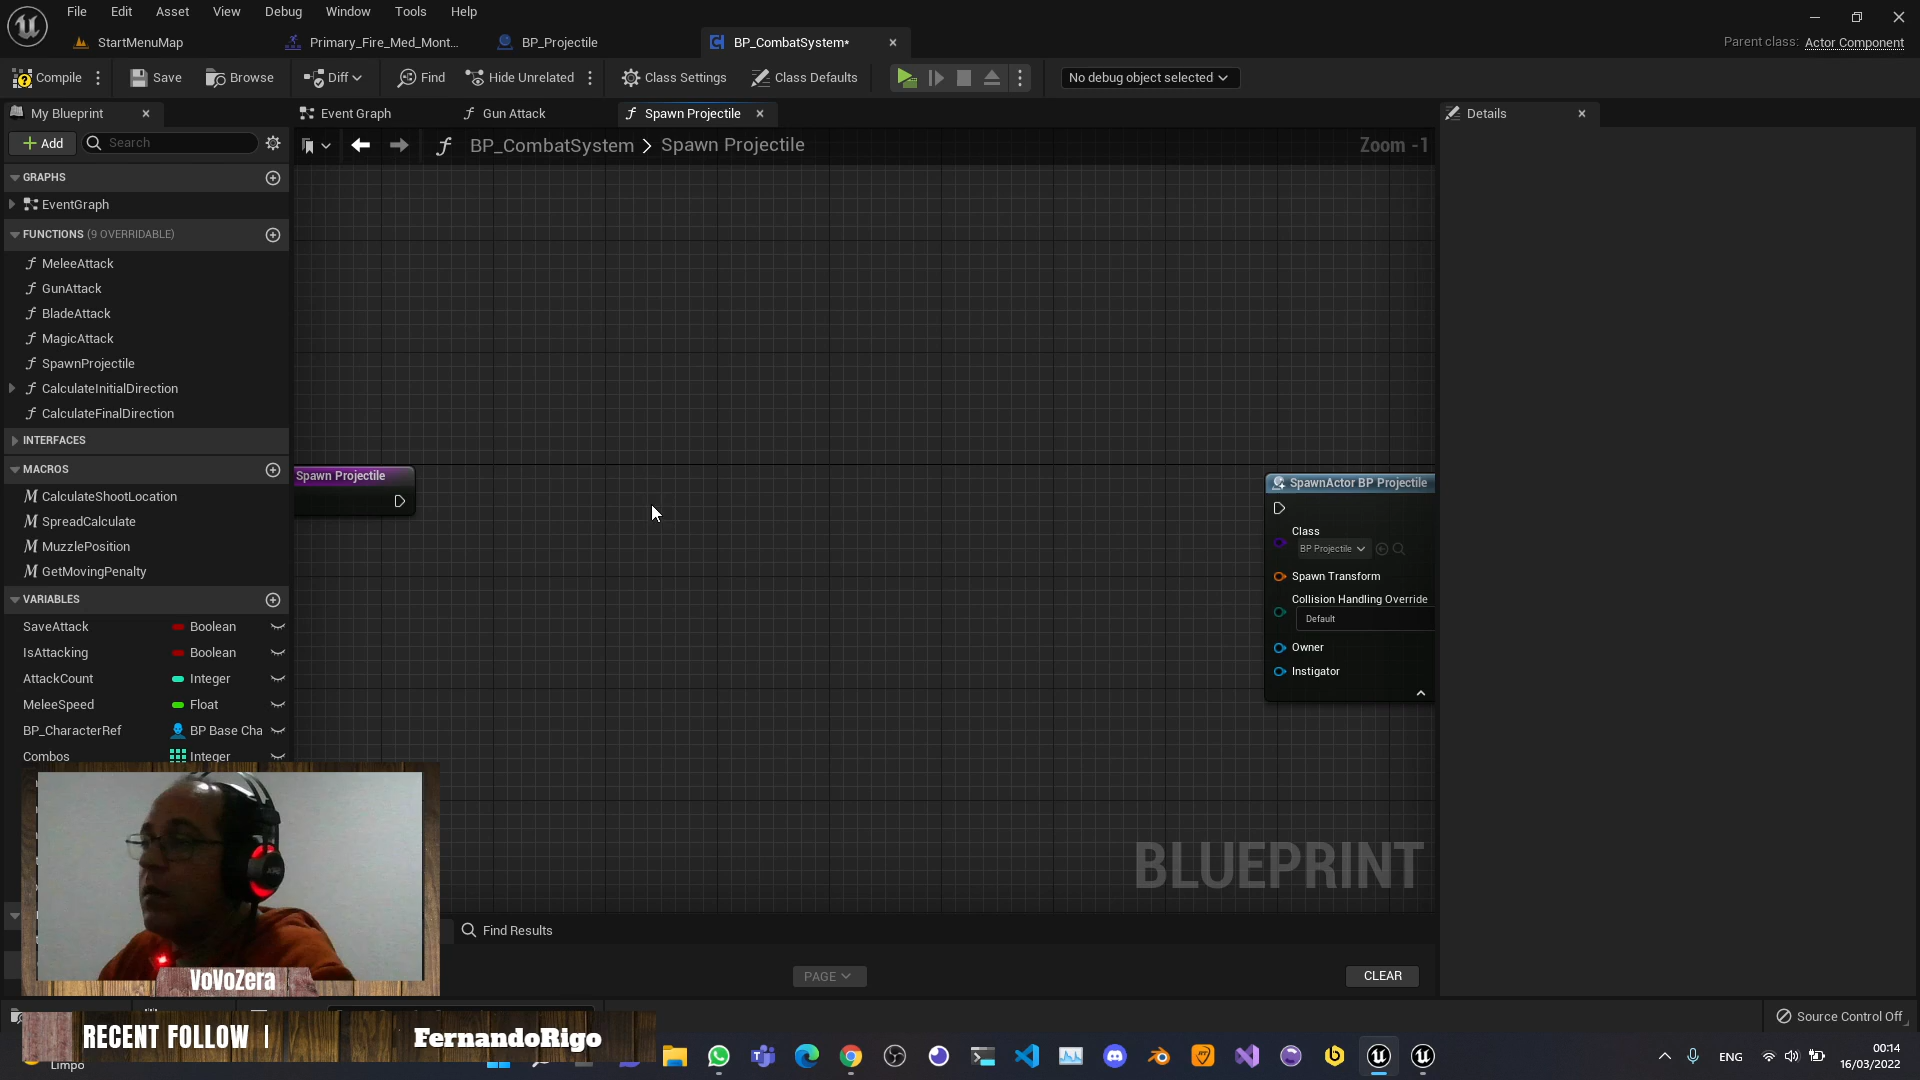 File Edit Asset View Debug Window Tools Help
StartMenuMap Primary_Fire_Med_Mont... BP_Projectile BP_CombatSystem*
Parent class: Actor Component
Compile Save Browse Diff Find Hide Unrelated Class Settings Class Defaults No debug object selected
My Blueprint Event Graph Gun Attack Spawn Projectile Details
Add Search BP_CombatSystem > Spawn Projectile Zoom -1
GRAPHS
EventGraph
FUNCTIONS (9 OVERRIDABLE)
MeleeAttack
GunAttack
BladeAttack
MagicAttack
SpawnProjectile
CalculateInitialDirection
CalculateFinalDirection
INTERFACES
MACROS
CalculateShootLocation
SpreadCalculate
MuzzlePosition
GetMovingPenalty
VARIABLES
SaveAttack Boolean
IsAttacking Boolean
AttackCount Integer
MeleeSpeed Float
BP_CharacterRef BP Base Cha
Combos Integer
Spawn Projectile
SpawnActor BP Projectile
Class
BP Projectile
Spawn Transform
Collision Handling Override
Default
Owner
Instigator
BLUEPRINT
Find Results
PAGE CLEAR
VoVoZera
Source Control Off
RECENT FOLLOW | FernandoRigo
Limpo
ENG
00:14
16/03/2022